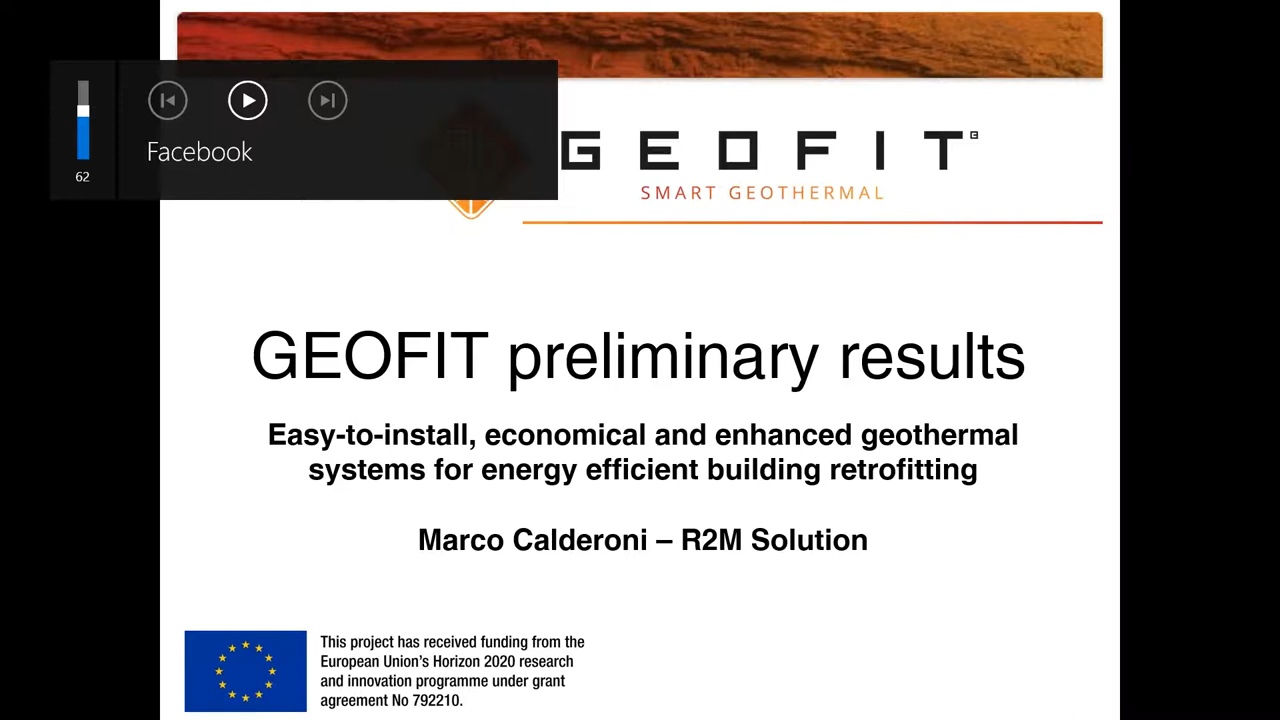 Facebook
62
GEOFIT
SMART GEOTHERMAL
GEOFIT preliminary results
Easy-to-install, economical and enhanced geothermal
systems for energy efficient building retrofitting
Marco Calderoni – R2M Solution
This project has received funding from the
European Union's Horizon 2020 research
and innovation programme under grant
agreement No 792210.